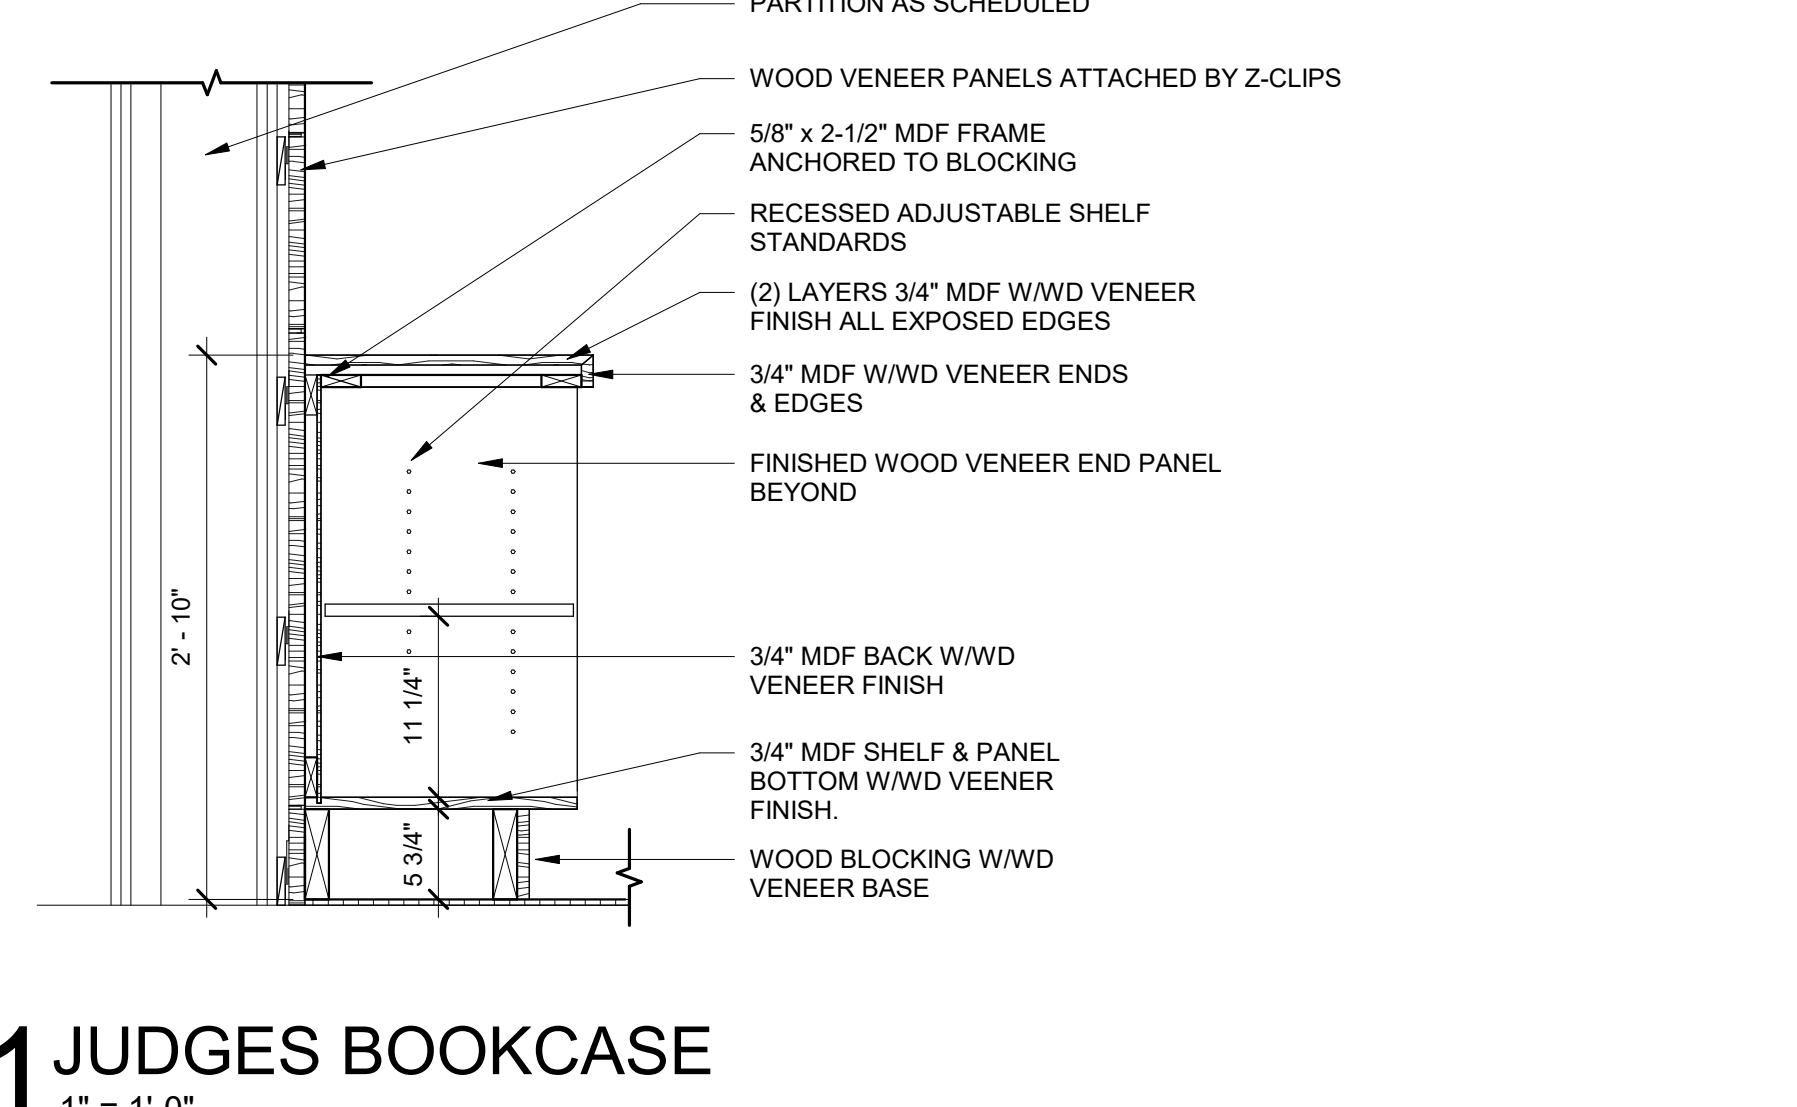 PARTITION AS SCHEDULED
WOOD VENEER PANELS ATTACHED BY Z-CLIPS
5/8" x 2-1/2" MDF FRAME
ANCHORED TO BLOCKING
RECESSED ADJUSTABLE SHELF
STANDARDS
(2) LAYERS 3/4" MDF W/WD VENEER
FINISH ALL EXPOSED EDGES
3/4" MDF W/WD VENEER ENDS
& EDGES
FINISHED WOOD VENEER END PANEL
BEYOND
2' - 10"
11 1/4"
3/4" MDF BACK W/WD
VENEER FINISH
3/4" MDF SHELF & PANEL
BOTTOM W/WD VEENER
FINISH.
5 3/4"
WOOD BLOCKING W/WD
VENEER BASE
1 JUDGES BOOKCASE
1" = 1'-0"